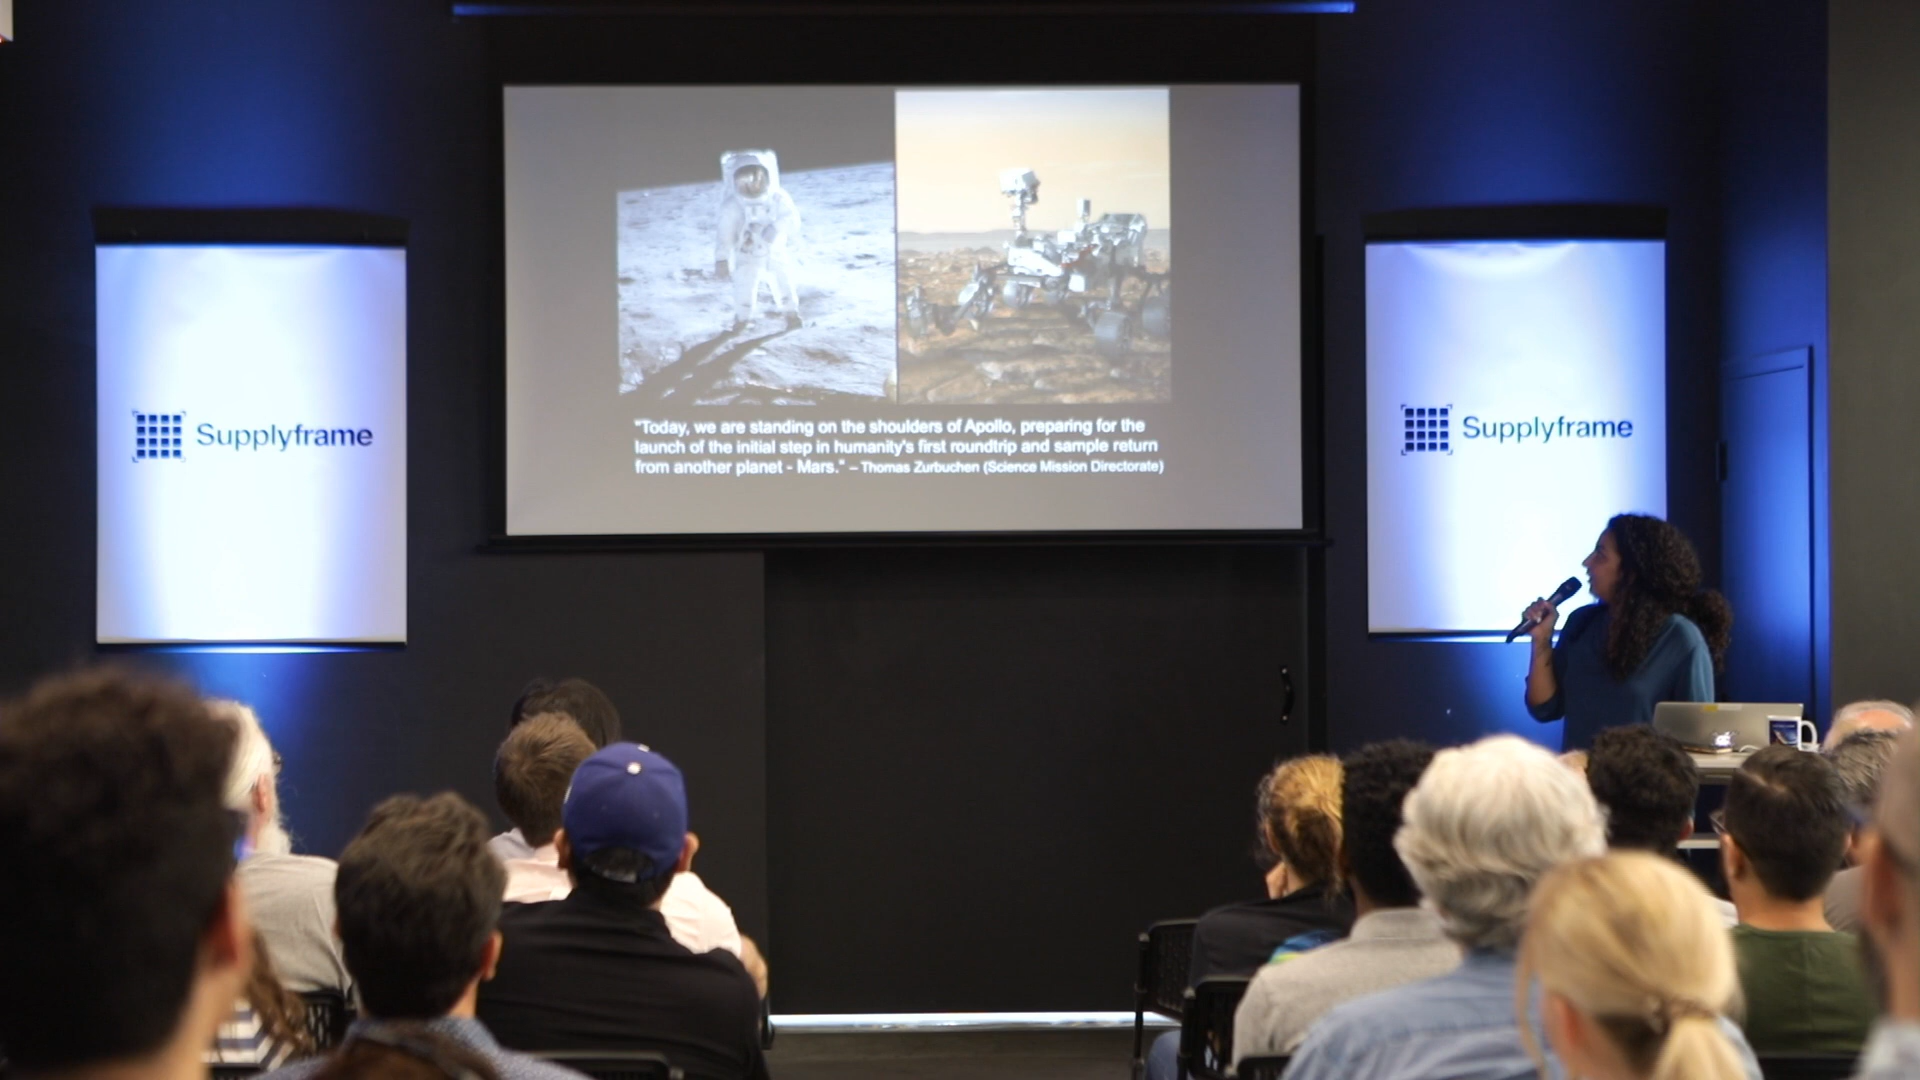 "Today, we are standing on the shoulders of Apollo, preparing for the
launch of the initial step in humanity's first roundtrip and sample return
from another planet - Mars." – Thomas Zurbuchen (Science Mission Directorate)
Supplyframe
Supplyframe